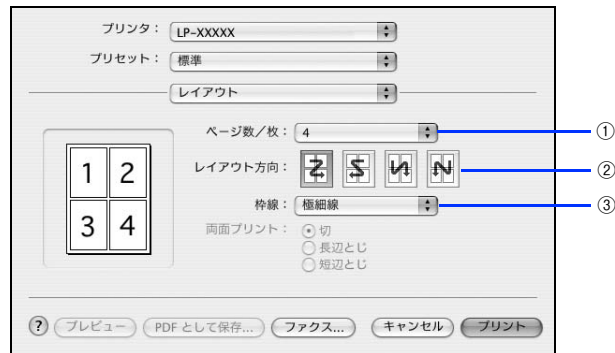 プリンタ： LP-XXXXX
プリセット： 標準
レイアウト
ページ数／枚： 4 ①
レイアウト方向： ②
枠線： 極細線 ③
両面プリント： 切
長辺とじ
短辺とじ
1 2
3 4
? プレビュー PDF として保存... ファクス... キャンセル プリント